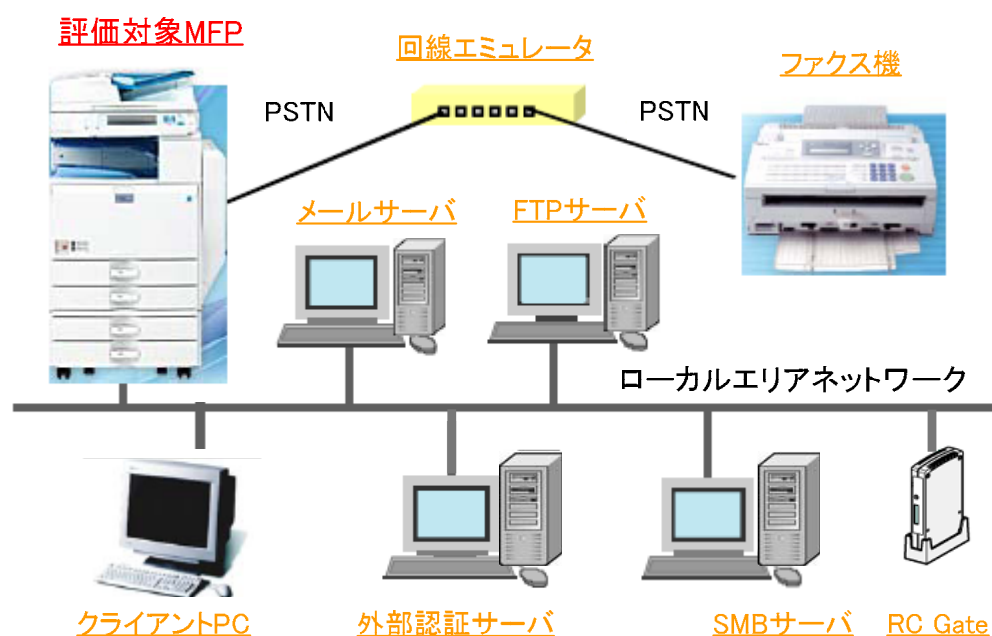 評価対象MFP
回線エミュレータ
ファクス機
PSTN
PSTN
メールサーバ
FTPサーバ
ローカルエリアネットワーク
クライアントPC
外部認証サーバ
SMBサーバ
RC Gate